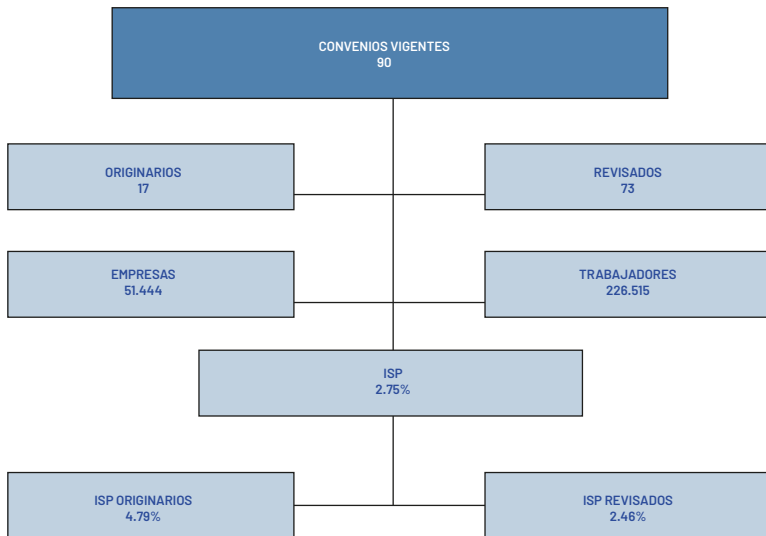 CONVENIOS VIGENTES
90
ORIGINARIOS
17
REVISADOS
73
EMPRESAS
51.444
TRABAJADORES
226.515
ISP
2.75%
ISP ORIGINARIOS
4.79%
ISP REVISADOS
2.46%